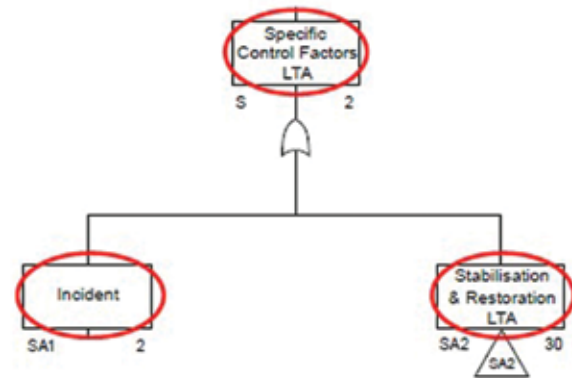 Specific
Control Factors
LTA
S 2
Incident
SA1 2
Stabilisation
& Restoration
LTA
SA2 30
SA2